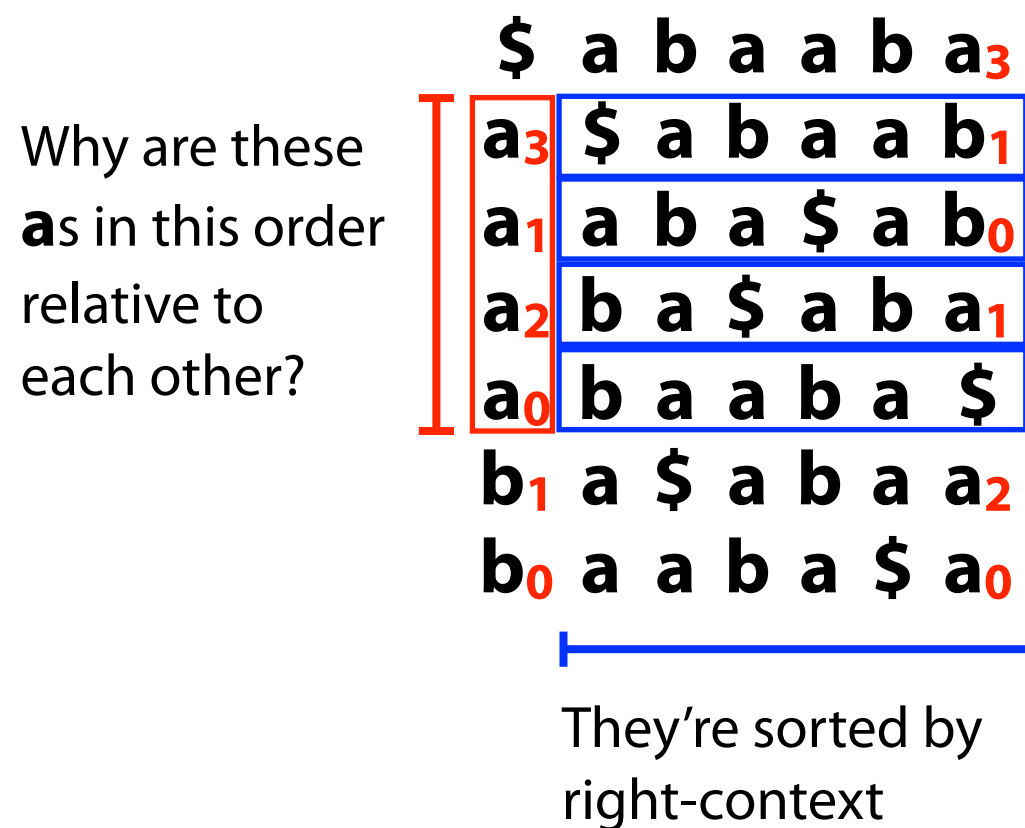 $ a b a a b a3
a3 $ a b a a b1
a1 a b a $ a b0
a2 b a $ a b a1
a0 b a a b a $
b1 a $ a b a a2
b0 a a b a $ a0
Why are these
as in this order
relative to
each other?
They’re sorted by
right-context